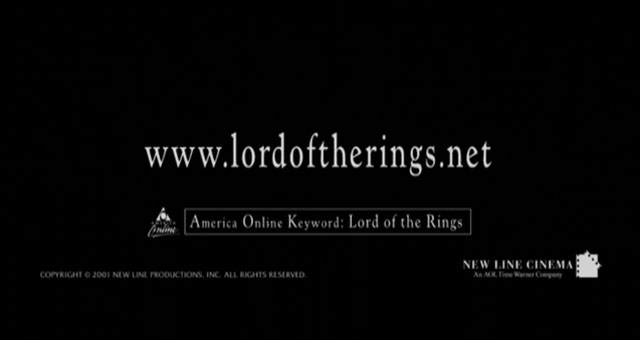 www.lordoftherings.net
America Online Keyword: Lord of the Rings
COPYRIGHT © 2001 NEW LINE PRODUCTIONS, INC. ALL RIGHTS RESERVED.
NEW LINE CINEMA
An AOL Time Warner Company